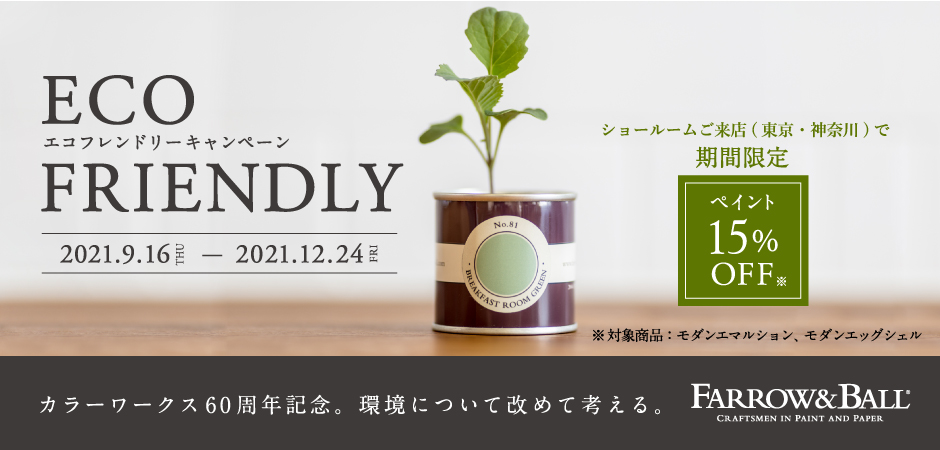 ECO
エコフレンドリーキャンペーン
FRIENDLY
2021.9.16 THU — 2021.12.24 FRI
No.81
BREAKFAST ROOM GREEN
ショールームご来店 ( 東京・神奈川 ) で
期間限定
ペイント
15%
OFF※
※対象商品：モダンエマルション、モダンエッグシェル
カラーワークス60周年記念。環境について改めて考える。
FARROW&BALL®
CRAFTSMEN IN PAINT AND PAPER